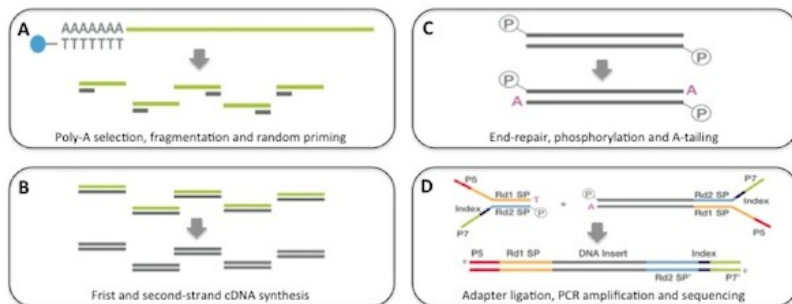 A
AAAAAAA
TTTTTTT
Poly-A selection, fragmentation and random priming
B
Frist and second-strand cDNA synthesis
C
P
P
P
A
A
P
End-repair, phosphorylation and A-tailing
D
P5
Rd1 SP
T
Rd2 SP
P
Index
P7
+
P
A
Rd2 SP
Rd1 SP
P7
Index
P5
P5 Rd1 SP DNA Insert Index
Rd2 SP' P7'
Adapter ligation, PCR amplification and sequencing